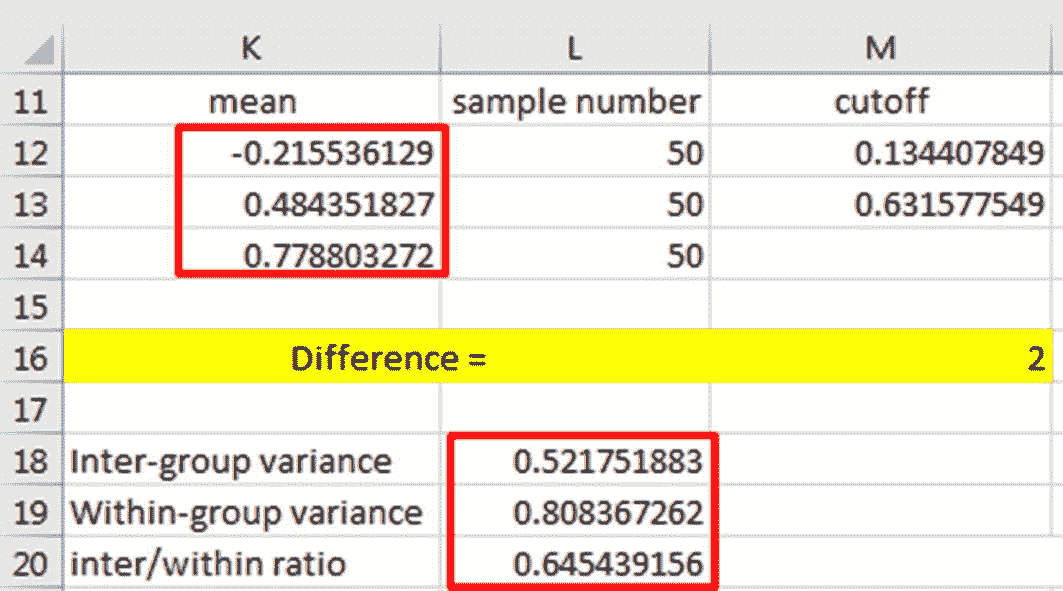 K L M
11 mean sample number cutoff
12 -0.215536129 50 0.134407849
13 0.484351827 50 0.631577549
14 0.778803272 50
15
16 Difference = 2
17
18 Inter-group variance 0.521751883
19 Within-group variance 0.808367262
20 inter/within ratio 0.645439156